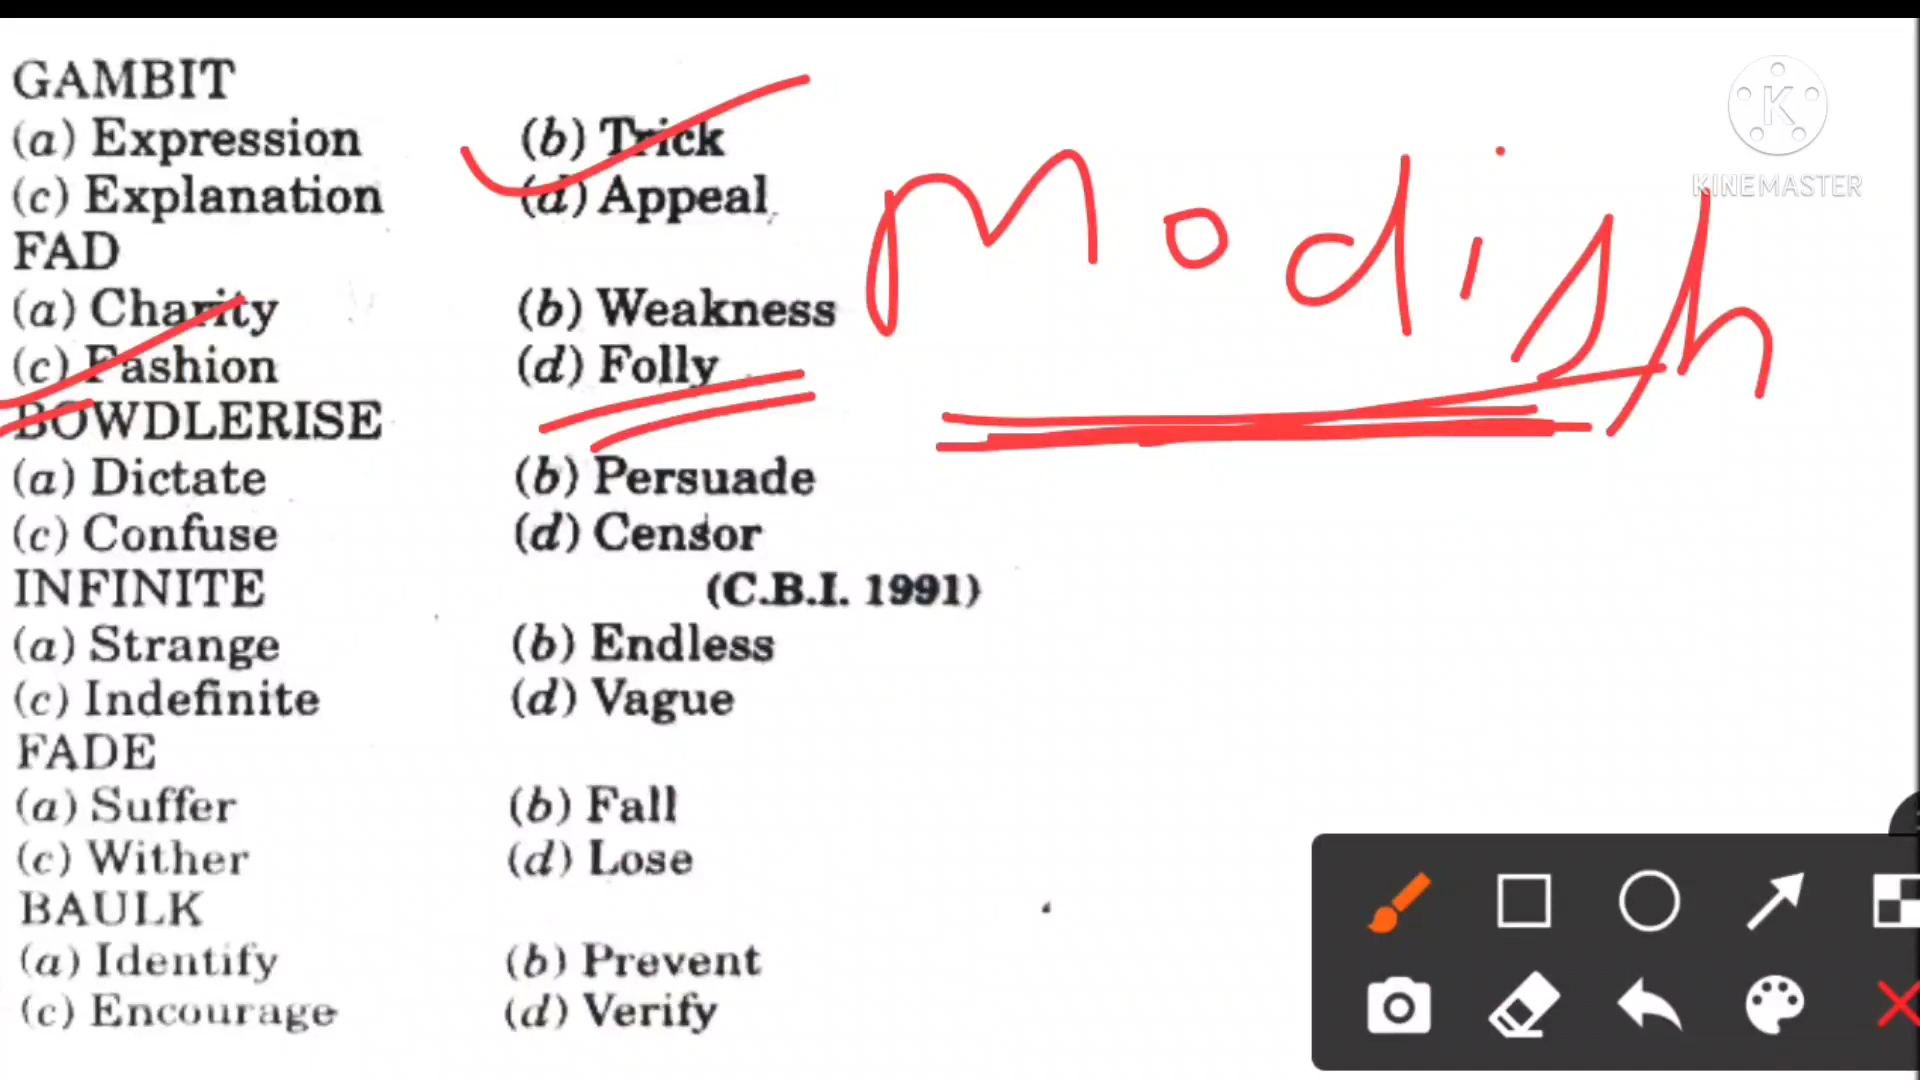 GAMBIT
(a) Expression (b) Trick
(c) Explanation (d) Appeal
FAD
(a) Charity (b) Weakness
(c) Fashion (d) Folly
BOWDLERISE
(a) Dictate (b) Persuade
(c) Confuse (d) Censor
INFINITE (C.B.I. 1991)
(a) Strange (b) Endless
(c) Indefinite (d) Vague
FADE
(a) Suffer (b) Fall
(c) Wither (d) Lose
BAULK
(a) Identify (b) Prevent
(c) Encourage (d) Verify
Modish
K
KINEMASTER